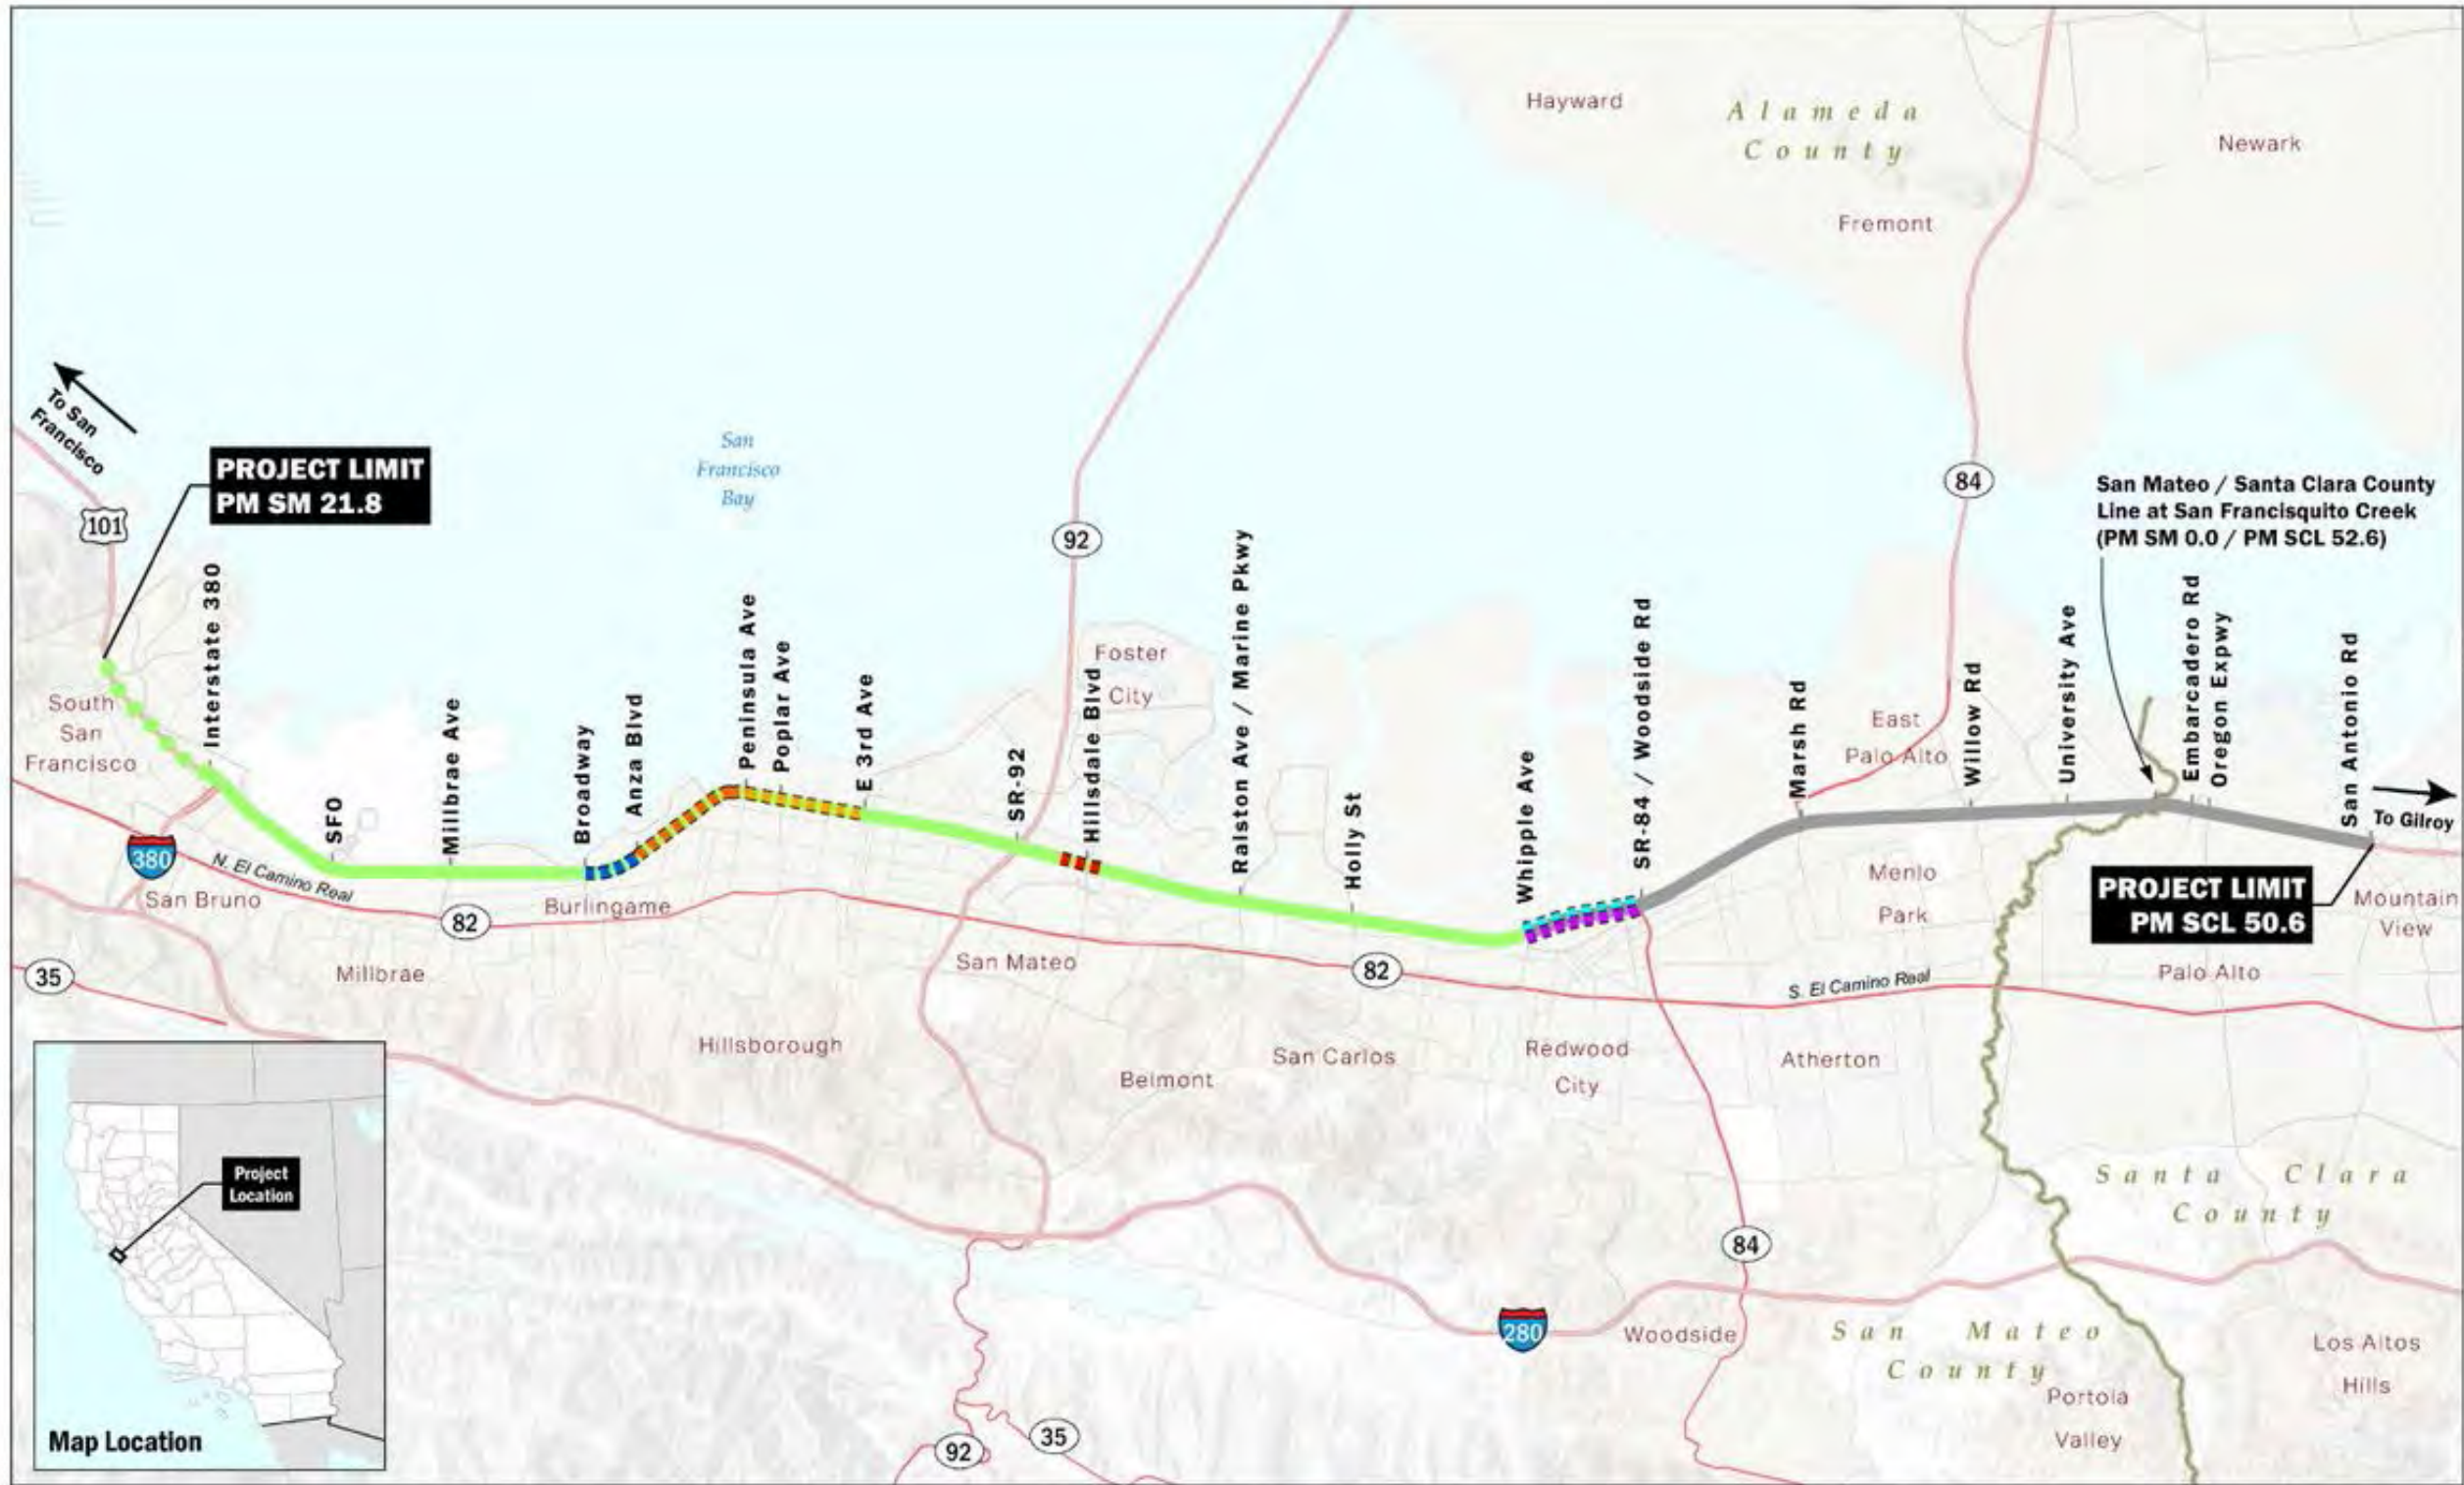 Hayward
Alameda
County
Newark
Fremont
To San
Francisco
PROJECT LIMIT
PM SM 21.8
101
San
Francisco
Bay
92
84
San Mateo / Santa Clara County
Line at San Francisquito Creek
(PM SM 0.0 / PM SCL 52.6)
South
San
Francisco
Interstate 380
SFO
Millbrae Ave
Broadway
Anza Blvd
Peninsula Ave
Poplar Ave
E 3rd Ave
SR-92
Hillsdale Blvd
Foster
City
Ralston Ave / Marine Pkwy
Holly St
Whipple Ave
SR-84 / Woodside Rd
Marsh Rd
East
Palo Alto
Willow Rd
University Ave
Embarcadero Rd
Oregon Expwy
San Antonio Rd
To Gilroy
380
N. El Camino Real
San Bruno
82
Burlingame
Menlo
Park
PROJECT LIMIT
PM SCL 50.6
Mountain
View
35
Millbrae
San Mateo
82
S. El Camino Real
Palo Alto
Hillsborough
Belmont
San Carlos
Redwood
City
Atherton
Project
Location
Santa Clara
County
84
280
Woodside
San Mateo
County
Los Altos
Hills
Portola
Valley
Map Location
92
35